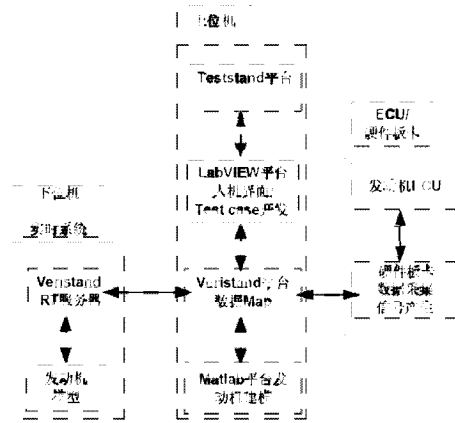 上位机
Teststand平台
LabVIEW平台
人机界面/
Test case开发
Veristand平台
数据Map
Matlab平台发
动机建模
下位机
实时系统
Veristand
RT服务器
发动机
模型
ECU/
硬件板卡
发动机ECU
硬件板卡
数据采集
信号产生